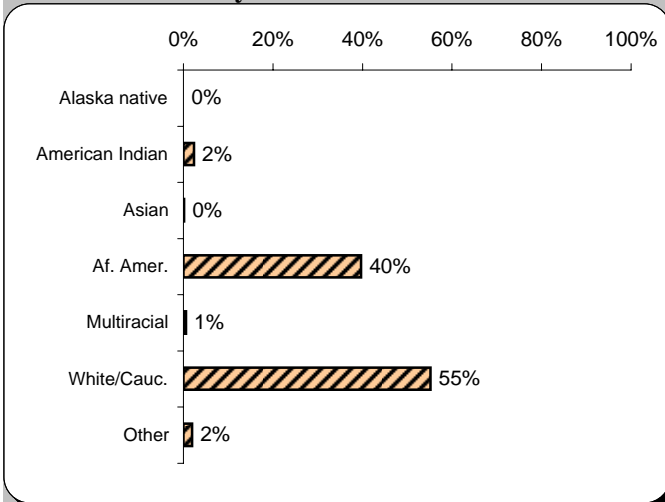 0% 20% 40% 60% 80% 100%
Alaska native 0%
American Indian 2%
Asian 0%
Af. Amer. 40%
Multiracial 1%
White/Cauc. 55%
Other 2%